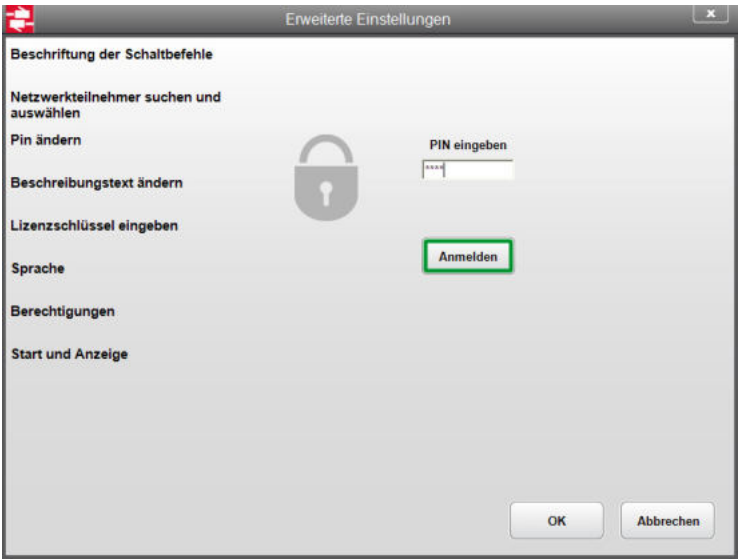 Erweiterte Einstellungen
x
Beschriftung der Schaltbefehle
Netzwerkteilnehmer suchen und
auswählen
Pin ändern
PIN eingeben
****
Beschreibungstext ändern
Lizenzschlüssel eingeben
Anmelden
Sprache
Berechtigungen
Start und Anzeige
OK
Abbrechen